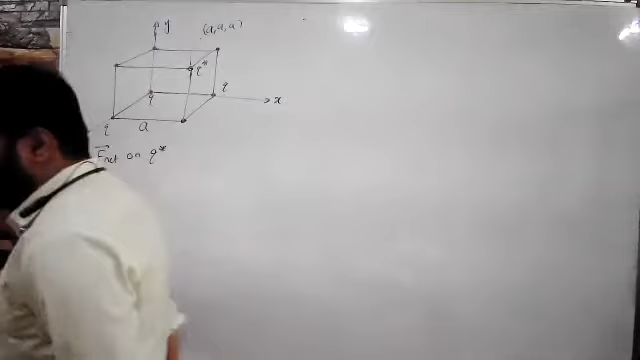 y
(a, a, a)
q*
q
q
x
q
a
F net on q*